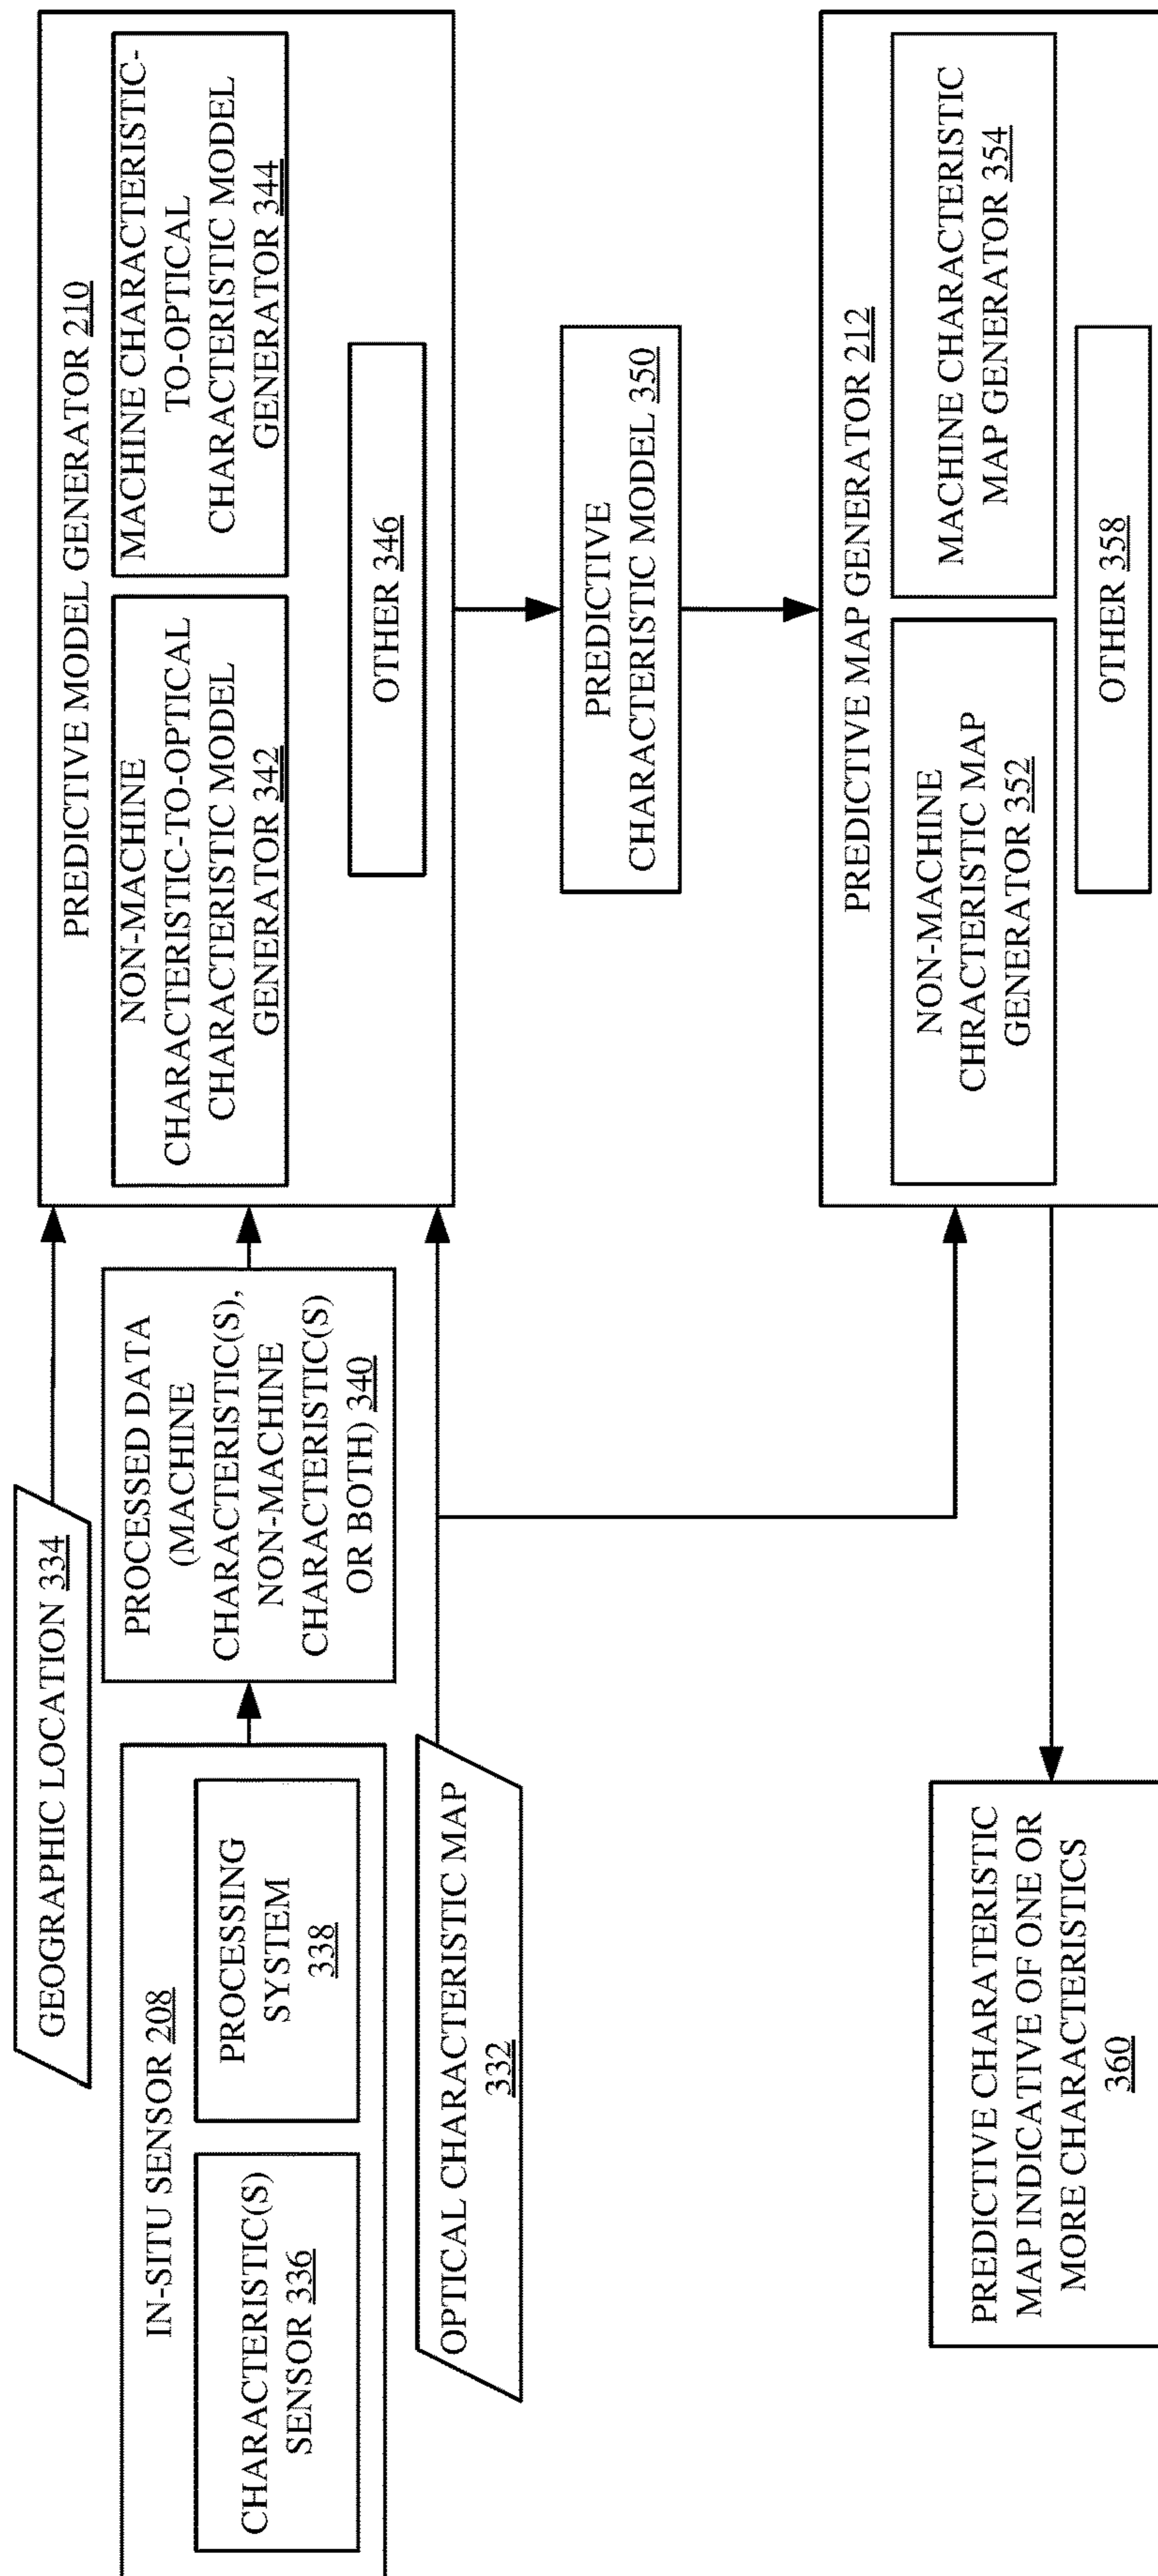 GEOGRAPHIC LOCATION 334
IN-SITU SENSOR 208
CHARACTERISTIC(S)
SENSOR 336
PROCESSING
SYSTEM
338
PROCESSED DATA
(MACHINE
CHARACTERISTIC(S),
NON-MACHINE
CHARACTERISTIC(S)
OR BOTH) 340
OPTICAL CHARACTERISTIC MAP
332
PREDICTIVE MODEL GENERATOR 210
NON-MACHINE
CHARACTERISTIC-TO-OPTICAL
CHARACTERISTIC MODEL
GENERATOR 342
MACHINE CHARACTERISTIC-
TO-OPTICAL
CHARACTERISTIC MODEL
GENERATOR 344
OTHER 346
PREDICTIVE
CHARACTERISTIC MODEL 350
PREDICTIVE MAP GENERATOR 212
NON-MACHINE
CHRACTERISTIC MAP
GENERATOR 352
MACHINE CHARACTERISTIC
MAP GENERATOR 354
OTHER 358
PREDICTIVE CHARATERISTIC
MAP INDICATIVE OF ONE OR
MORE CHARACTERISTICS
360